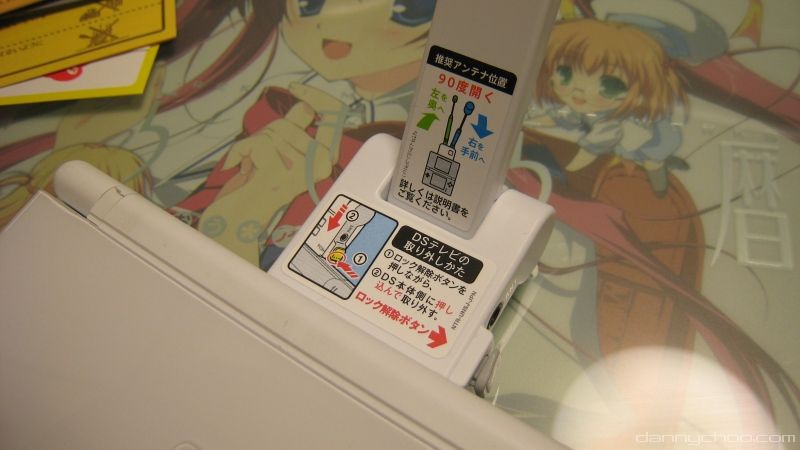 推奨アンテナ位置
90度開く
左を
奥へ
右を
手前へ
詳しくは説明書を
ご覧ください。
②
①
DSテレビの
取り外しかた
①ロック解除ボタンを
押しながら、
②DS本体側に押し
込んで取り外す。
ロック解除ボタン
dannychoo.com